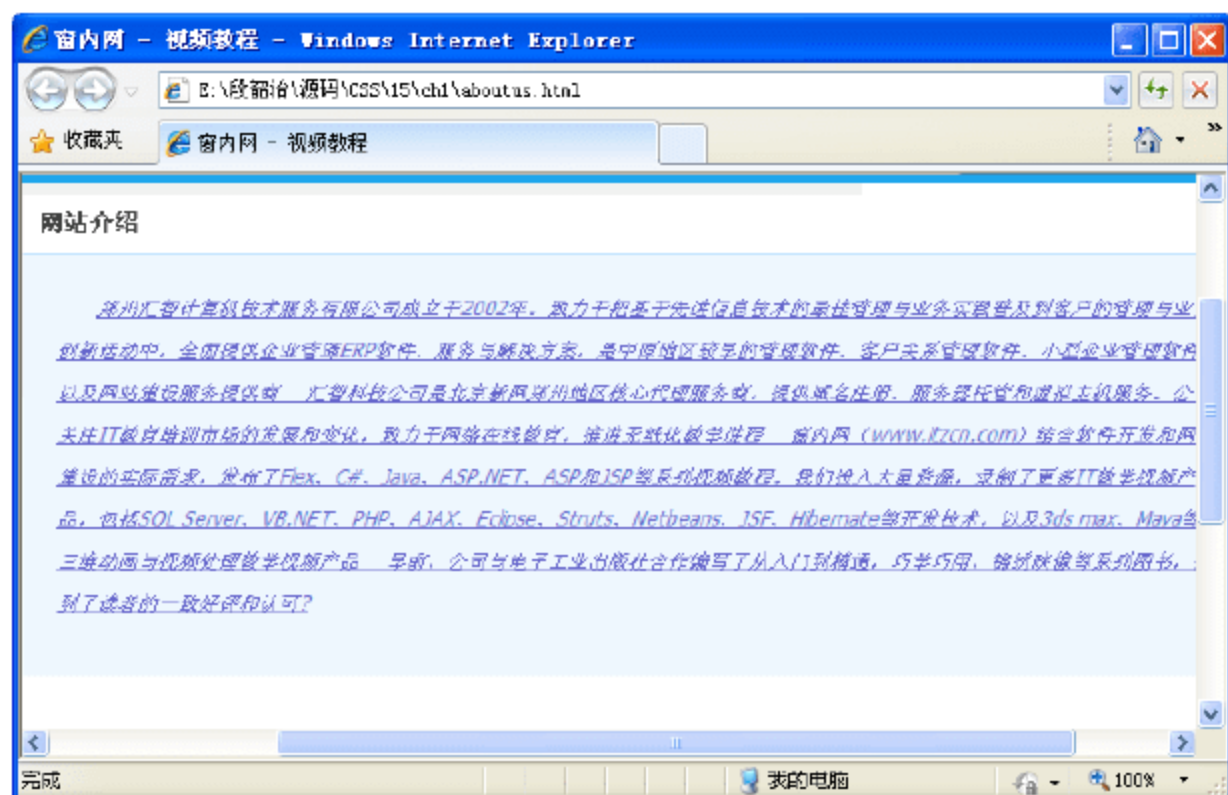 窗内网 - 视频教程 - Windows Internet Explorer
E:\段韶治\源码\CSS\15\ch1\aboutus.html
收藏夹
窗内网 - 视频教程
网站介绍
郑州汇智计算机技术服务有限公司成立于2002年。致力于把基于先进信息技术的最佳管理与业务实践普及到客户的管理与业
创新活动中，全面提供企业管理ERP软件、服务与解决方案，是中原地区较早的管理软件、客户关系管理软件、小型企业管理软件
以及网站建设服务提供商 汇智科技公司是北京新网郑州地区核心代理服务商，提供域名注册、服务器托管和虚拟主机服务。公
关注IT教育培训市场的发展和变化，致力于网络在线教育，推进无纸化教学进程 窗内网（www.itzcn.com）结合软件开发和网
建设的实际需求，发布了Flex、C#、Java、ASP.NET、ASP和JSP等系列视频教程。我们投入大量资源，录制了更多IT教学视频产
品，包括SQL Server、VB.NET、PHP、AJAX、Eclipse、Struts、Netbeans、JSF、Hibernate等开发技术，以及3ds max、Maya等
三维动画与视频处理教学视频产品 早前，公司与电子工业出版社合作编写了从入门到精通，巧学巧用，锦绣映像等系列图书，
到了读者的一致好评和认可?
完成
我的电脑
100%